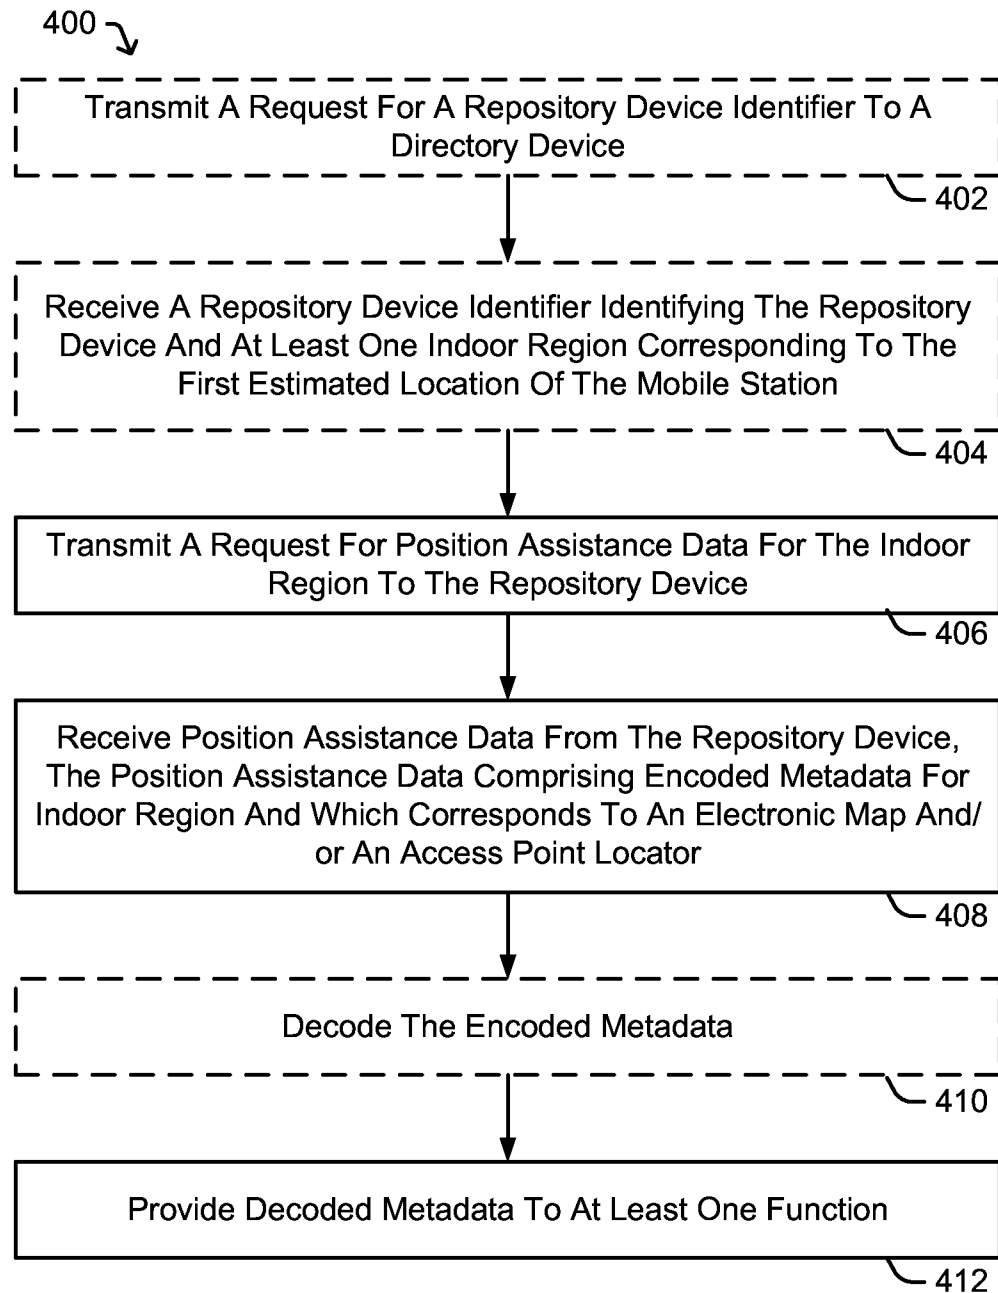 400
Transmit A Request For A Repository Device Identifier To A
Directory Device
402
Receive A Repository Device Identifier Identifying The Repository
Device And At Least One Indoor Region Corresponding To The
First Estimated Location Of The Mobile Station
404
Transmit A Request For Position Assistance Data For The Indoor
Region To The Repository Device
406
Receive Position Assistance Data From The Repository Device,
The Position Assistance Data Comprising Encoded Metadata For
Indoor Region And Which Corresponds To An Electronic Map And/
or An Access Point Locator
408
Decode The Encoded Metadata
410
Provide Decoded Metadata To At Least One Function
412